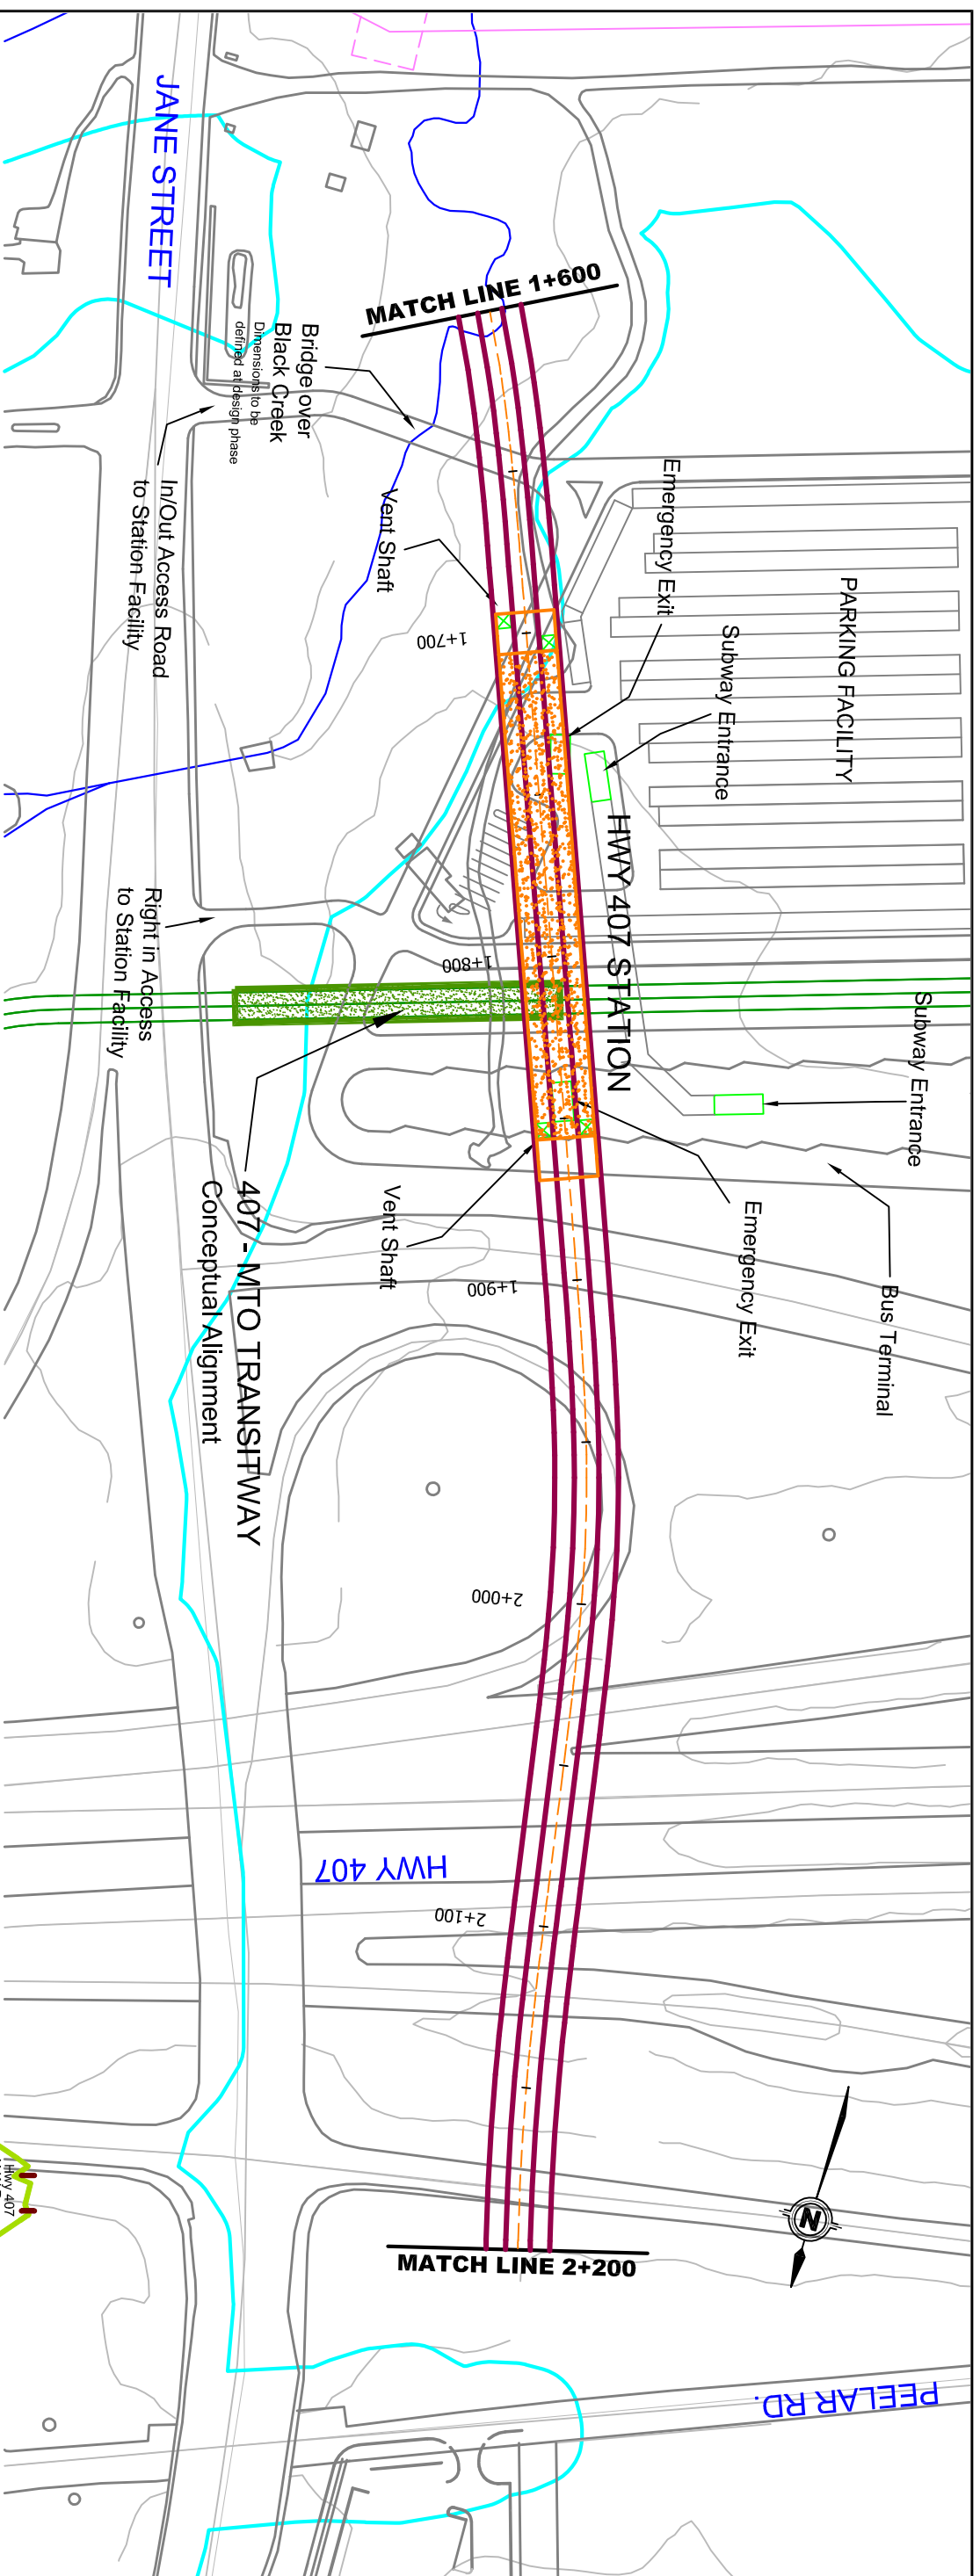 JANE STREET
MATCH LINE 1+600
Bridge over
Black Creek
Dimensions to be
defined at design phase
In/Out Access Road
to Station Facility
Vent Shaft
Emergency Exit
Subway Entrance
PARKING FACILITY
1+700
HWY 407 STATION
1+800
Right in Access
to Station Facility
Subway Entrance
407 - MTO TRANSITWAY
Conceptual Alignment
Vent Shaft
Emergency Exit
Bus Terminal
1+900
2+000
HWY 407
2+100
N
Hwy 407
MATCH LINE 2+200
PEELAR RD.